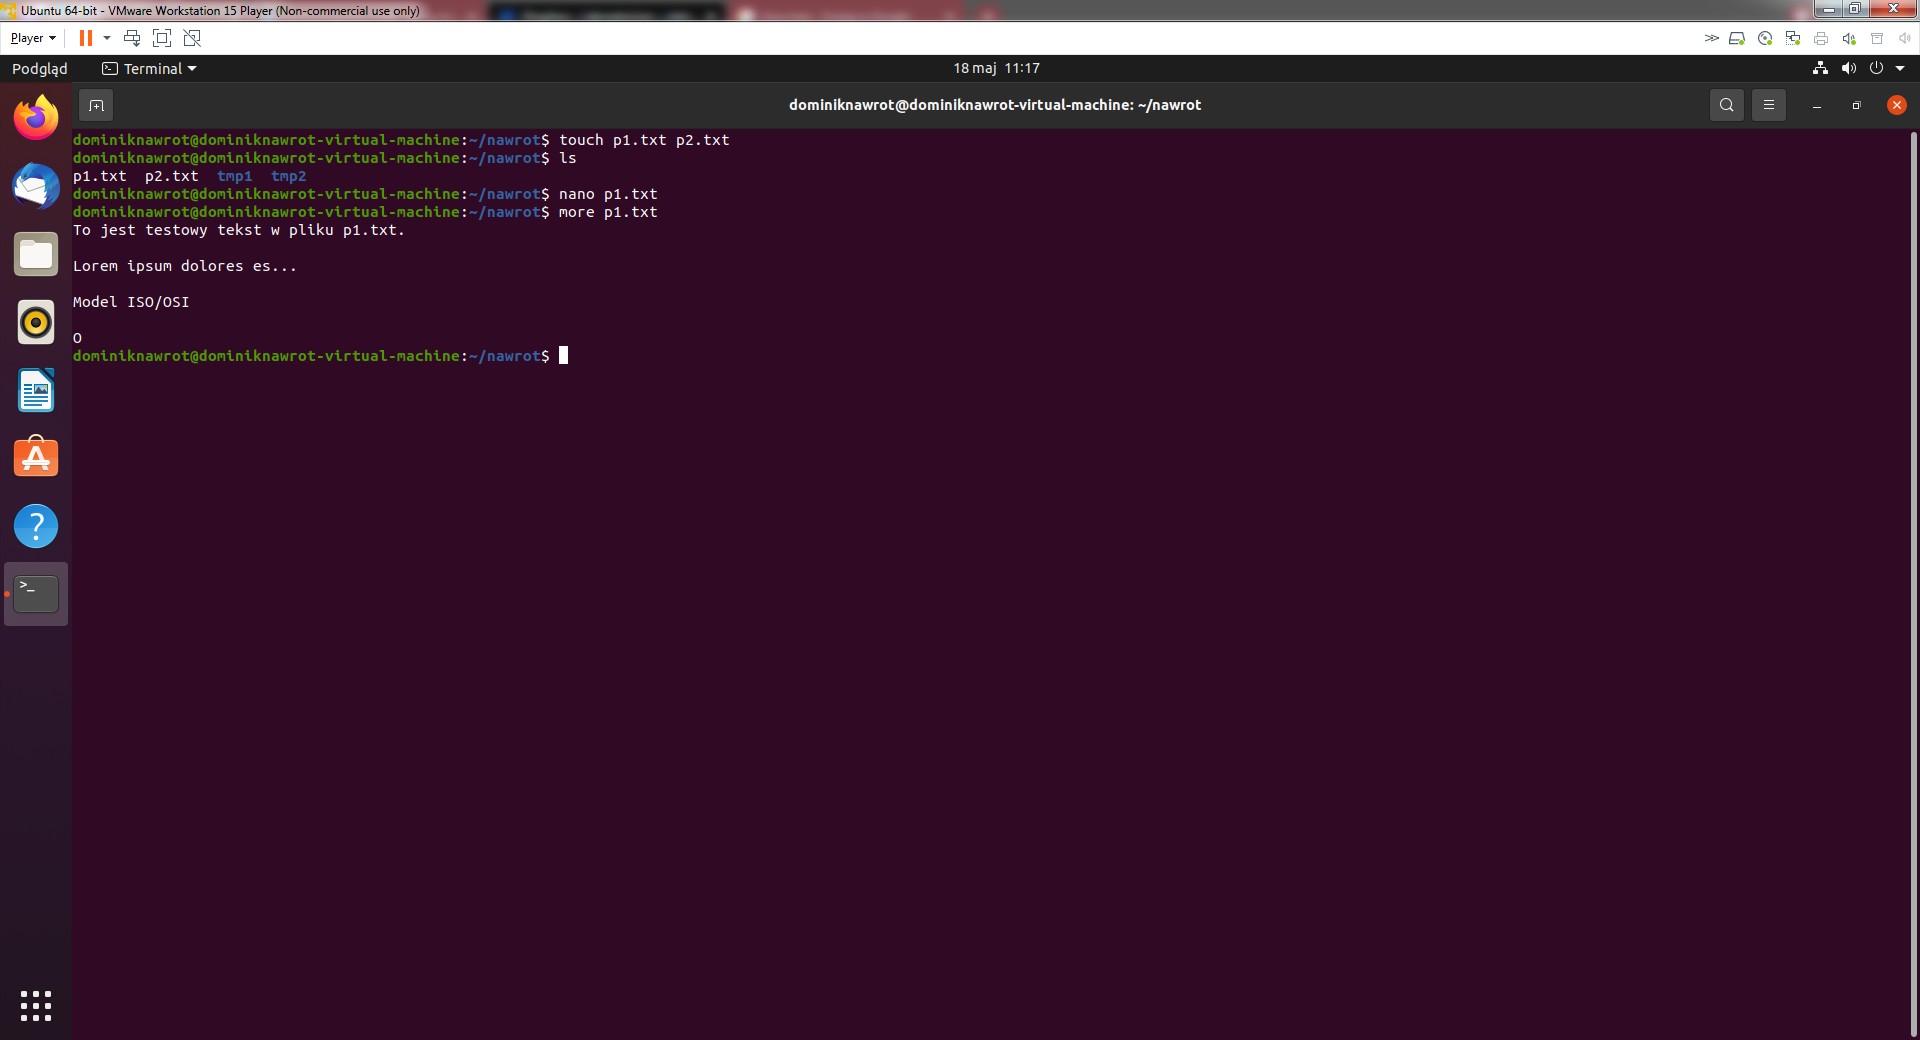 Ubuntu 64-bit - VMware Workstation 15 Player (Non-commercial use only)
Player
Podgląd Terminal 18 maj 11:17
dominiknawrot@dominiknawrot-virtual-machine: ~/nawrot
dominiknawrot@dominiknawrot-virtual-machine:~/nawrot$ touch p1.txt p2.txt
dominiknawrot@dominiknawrot-virtual-machine:~/nawrot$ ls
p1.txt p2.txt tmp1 tmp2
dominiknawrot@dominiknawrot-virtual-machine:~/nawrot$ nano p1.txt
dominiknawrot@dominiknawrot-virtual-machine:~/nawrot$ more p1.txt
To jest testowy tekst w pliku p1.txt.
Lorem ipsum dolores es...
Model ISO/OSI
O
dominiknawrot@dominiknawrot-virtual-machine:~/nawrot$